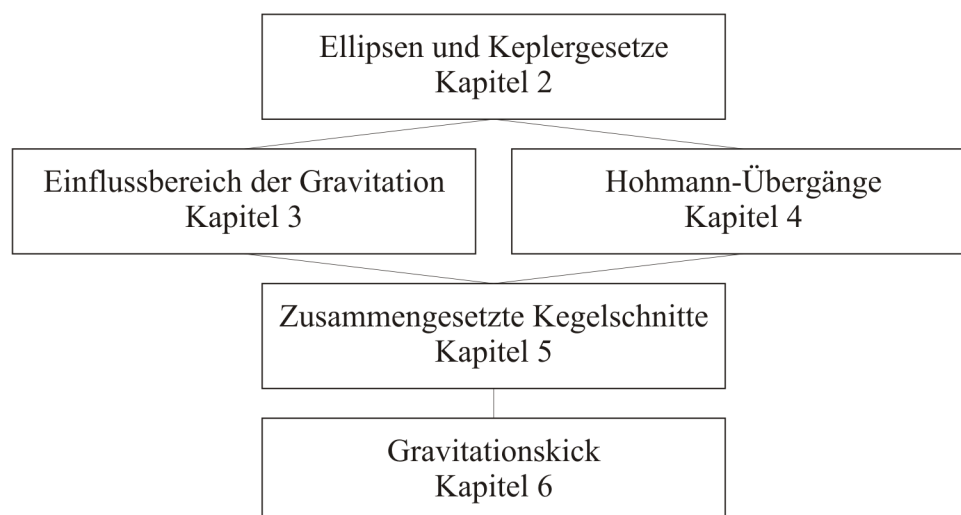 Ellipsen und Keplergesetze
Kapitel 2
Einflussbereich der Gravitation
Kapitel 3
Hohmann-Übergänge
Kapitel 4
Zusammengesetzte Kegelschnitte
Kapitel 5
Gravitationskick
Kapitel 6